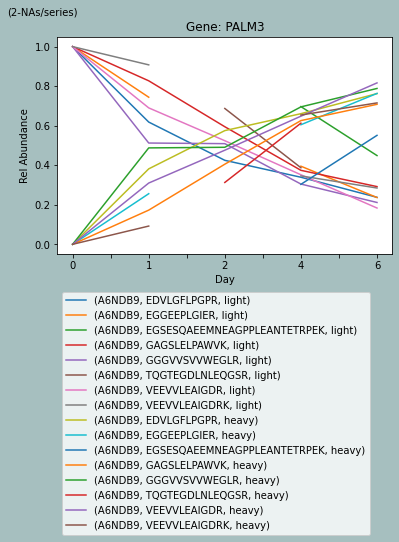 (2-NAs/series)
Gene: PALM3
1.0
0.8
0.6
0.4
0.2
0.0
Rel Abundance
0 1 2 4 6
Day
(A6NDB9, EDVLGFLPGPR, light)
(A6NDB9, EGGEEPLGIER, light)
(A6NDB9, EGSESQAEEMNEAGPPLEANTETRPEK, light)
(A6NDB9, GAGSLELPAWVK, light)
(A6NDB9, GGGVVSVVWEGLR, light)
(A6NDB9, TQGTEGDLNLEQGSR, light)
(A6NDB9, VEEVVLEAIGDR, light)
(A6NDB9, VEEVVLEAIGDRK, light)
(A6NDB9, EDVLGFLPGPR, heavy)
(A6NDB9, EGGEEPLGIER, heavy)
(A6NDB9, EGSESQAEEMNEAGPPLEANTETRPEK, heavy)
(A6NDB9, GAGSLELPAWVK, heavy)
(A6NDB9, GGGVVSVVWEGLR, heavy)
(A6NDB9, TQGTEGDLNLEQGSR, heavy)
(A6NDB9, VEEVVLEAIGDR, heavy)
(A6NDB9, VEEVVLEAIGDRK, heavy)